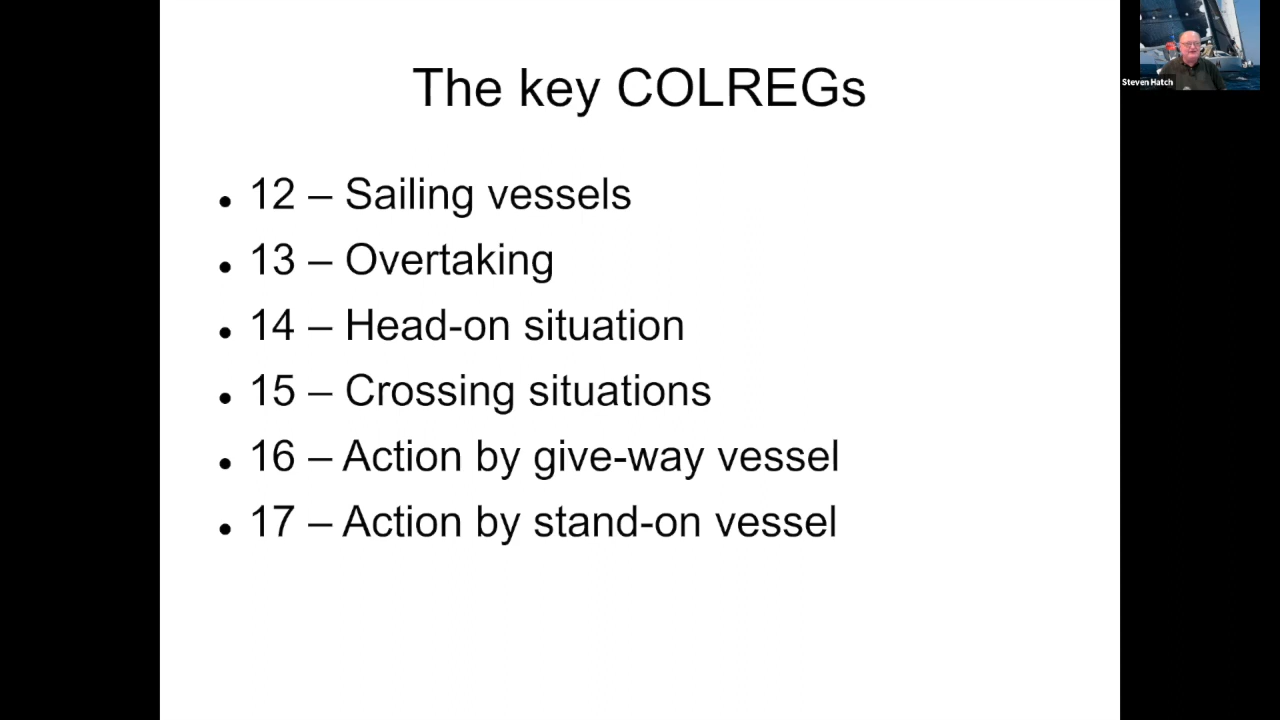 The key COLREGs
• 12 – Sailing vessels
• 13 – Overtaking
• 14 – Head-on situation
• 15 – Crossing situations
• 16 – Action by give-way vessel
• 17 – Action by stand-on vessel
Steven Hatch